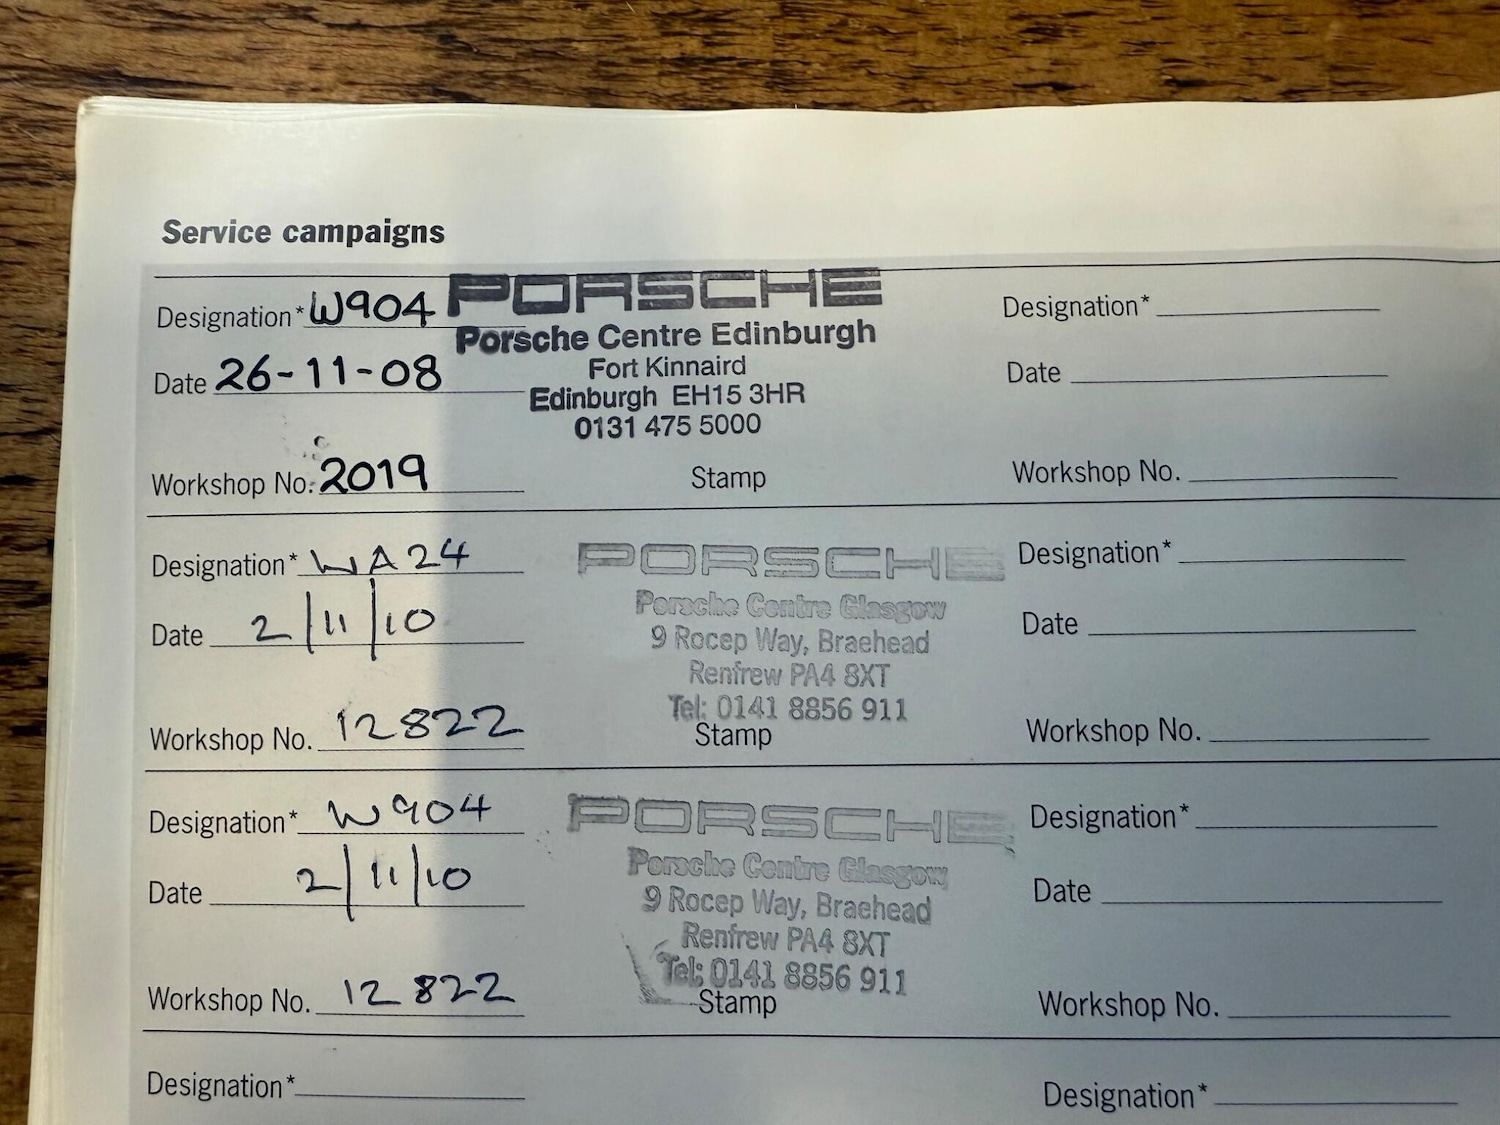 Service campaigns
Designation* W904
Date 26-11-08
Workshop No. 2019
PORSCHE
Porsche Centre Edinburgh
Fort Kinnaird
Edinburgh EH15 3HR
0131 475 5000
Stamp
Designation*
Date
Workshop No.
Designation* WA24
Date 2/11/10
Workshop No. 12822
PORSCHE
Porsche Centre Glasgow
9 Rocep Way, Braehead
Renfrew PA4 8XT
Tel: 0141 8856 911
Stamp
Designation*
Date
Workshop No.
Designation* W904
Date 2/11/10
Workshop No. 12822
PORSCHE
Porsche Centre Glasgow
9 Rocep Way, Braehead
Renfrew PA4 8XT
Tel: 0141 8856 911
Stamp
Designation*
Date
Workshop No.
Designation*
Designation*